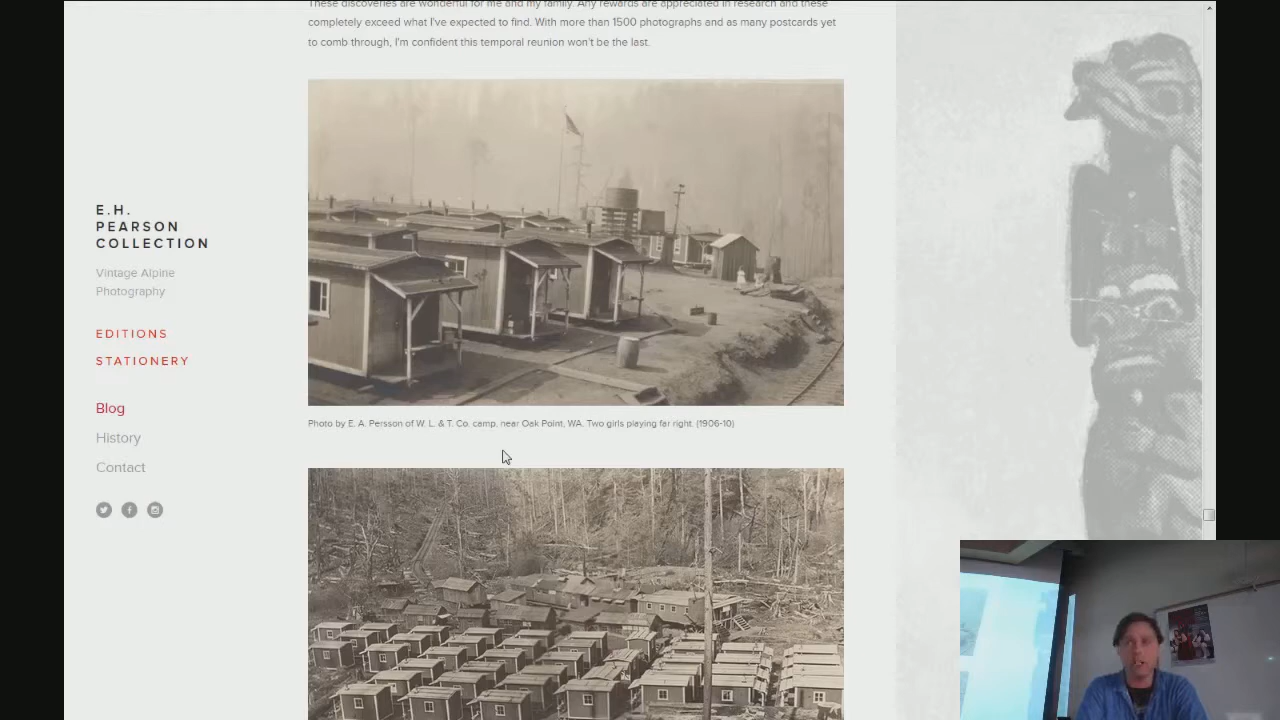 These discoveries are wonderful for me and my family. Any rewards are appreciated in research and these
completely exceed what I've expected to find. With more than 1500 photographs and as many postcards yet
to comb through, I'm confident this temporal reunion won't be the last.
E.H.
PEARSON
COLLECTION
Vintage Alpine
Photography
EDITIONS
STATIONERY
Blog
History
Contact
Photo by E. A. Persson of W. L. & T. Co. camp, near Oak Point, WA. Two girls playing far right. (1906-10)